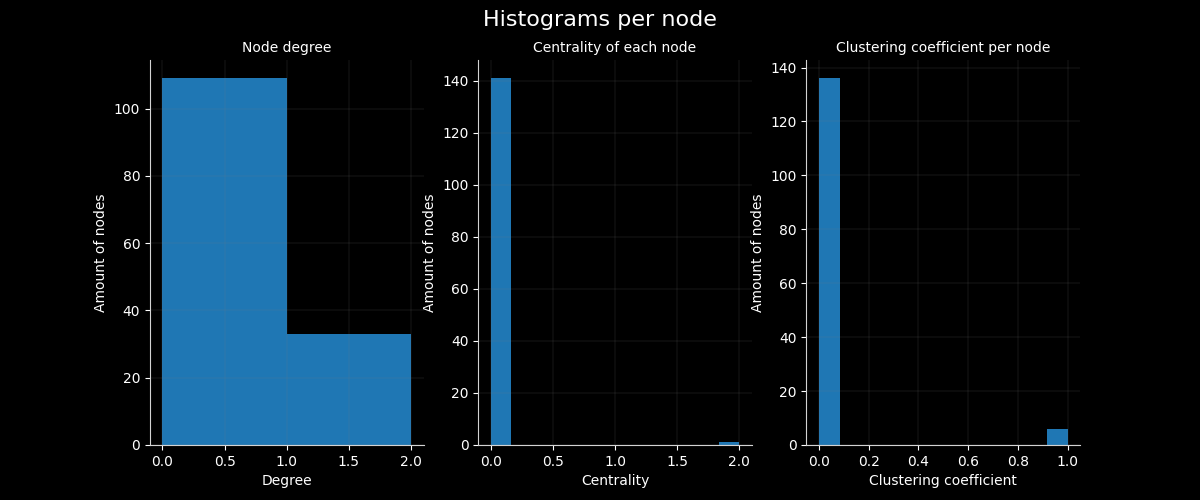 Histograms per node
Node degree
Amount of nodes
0
20
40
60
80
100
0.0 0.5 1.0 1.5 2.0
Degree
Centrality of each node
Amount of nodes
0
20
40
60
80
100
120
140
0.0 0.5 1.0 1.5 2.0
Centrality
Clustering coefficient per node
Amount of nodes
0
20
40
60
80
100
120
140
0.0 0.2 0.4 0.6 0.8 1.0
Clustering coefficient